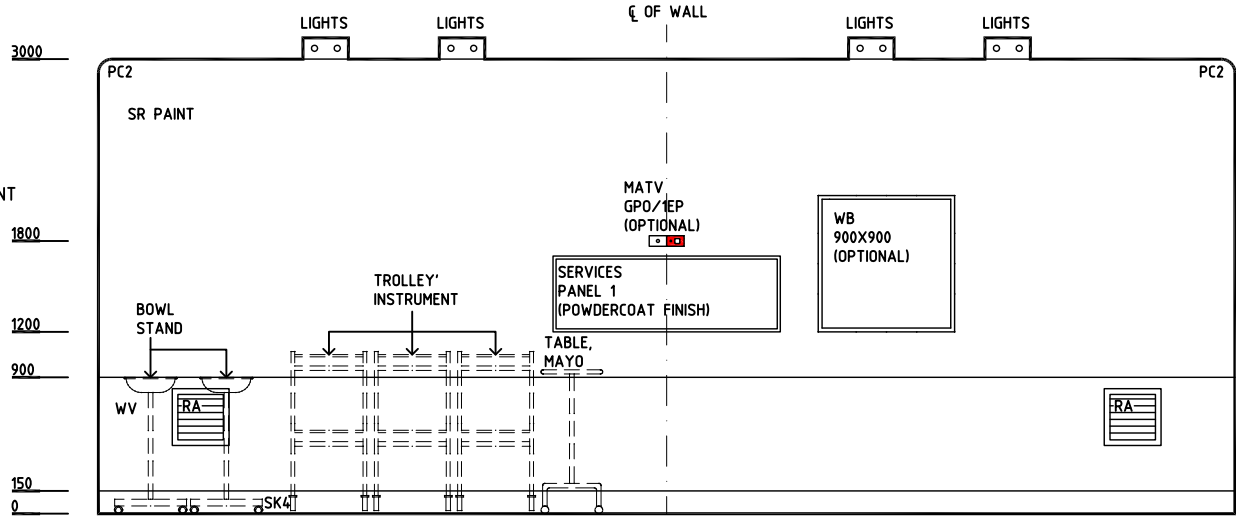 ℄ OF WALL
LIGHTS
LIGHTS
LIGHTS
LIGHTS
3000
PC2
PC2
SR PAINT
NT
MATV
GPO/1EP
(OPTIONAL)
WB
900X900
(OPTIONAL)
1800
SERVICES
PANEL 1
(POWDERCOAT FINISH)
TROLLEY'
INSTRUMENT
BOWL
STAND
1200
TABLE,
MAYO
900
WV
RA
RA
150
SK4
0